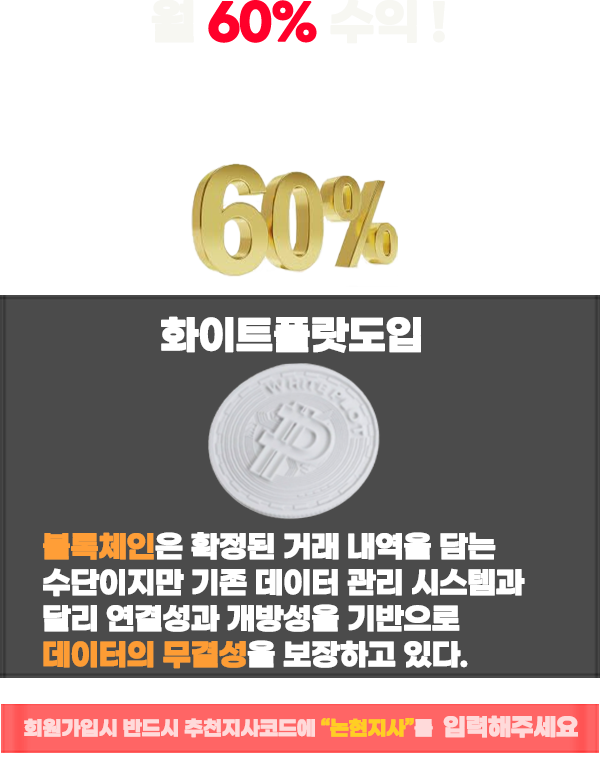 월 60% 수익 !
60%
화이트플랏도입
WHITEPLOT
블록체인은 확정된 거래 내역을 담는
수단이지만 기존 데이터 관리 시스템과
달리 연결성과 개방성을 기반으로
데이터의 무결성을 보장하고 있다.
회원가입시 반드시 추천지사코드에 “논현지사”를 입력해주세요